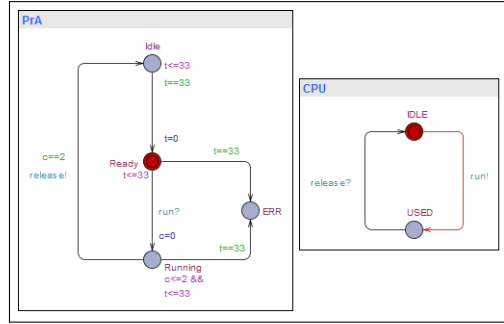 PrA
Idle
t<=33
t==33
t=0
t==33
Ready
t<=33
c==2
release!
run?
c=0
ERR
t==33
Running
c<=2 &&
t<=33
CPU
IDLE
release?
run!
USED